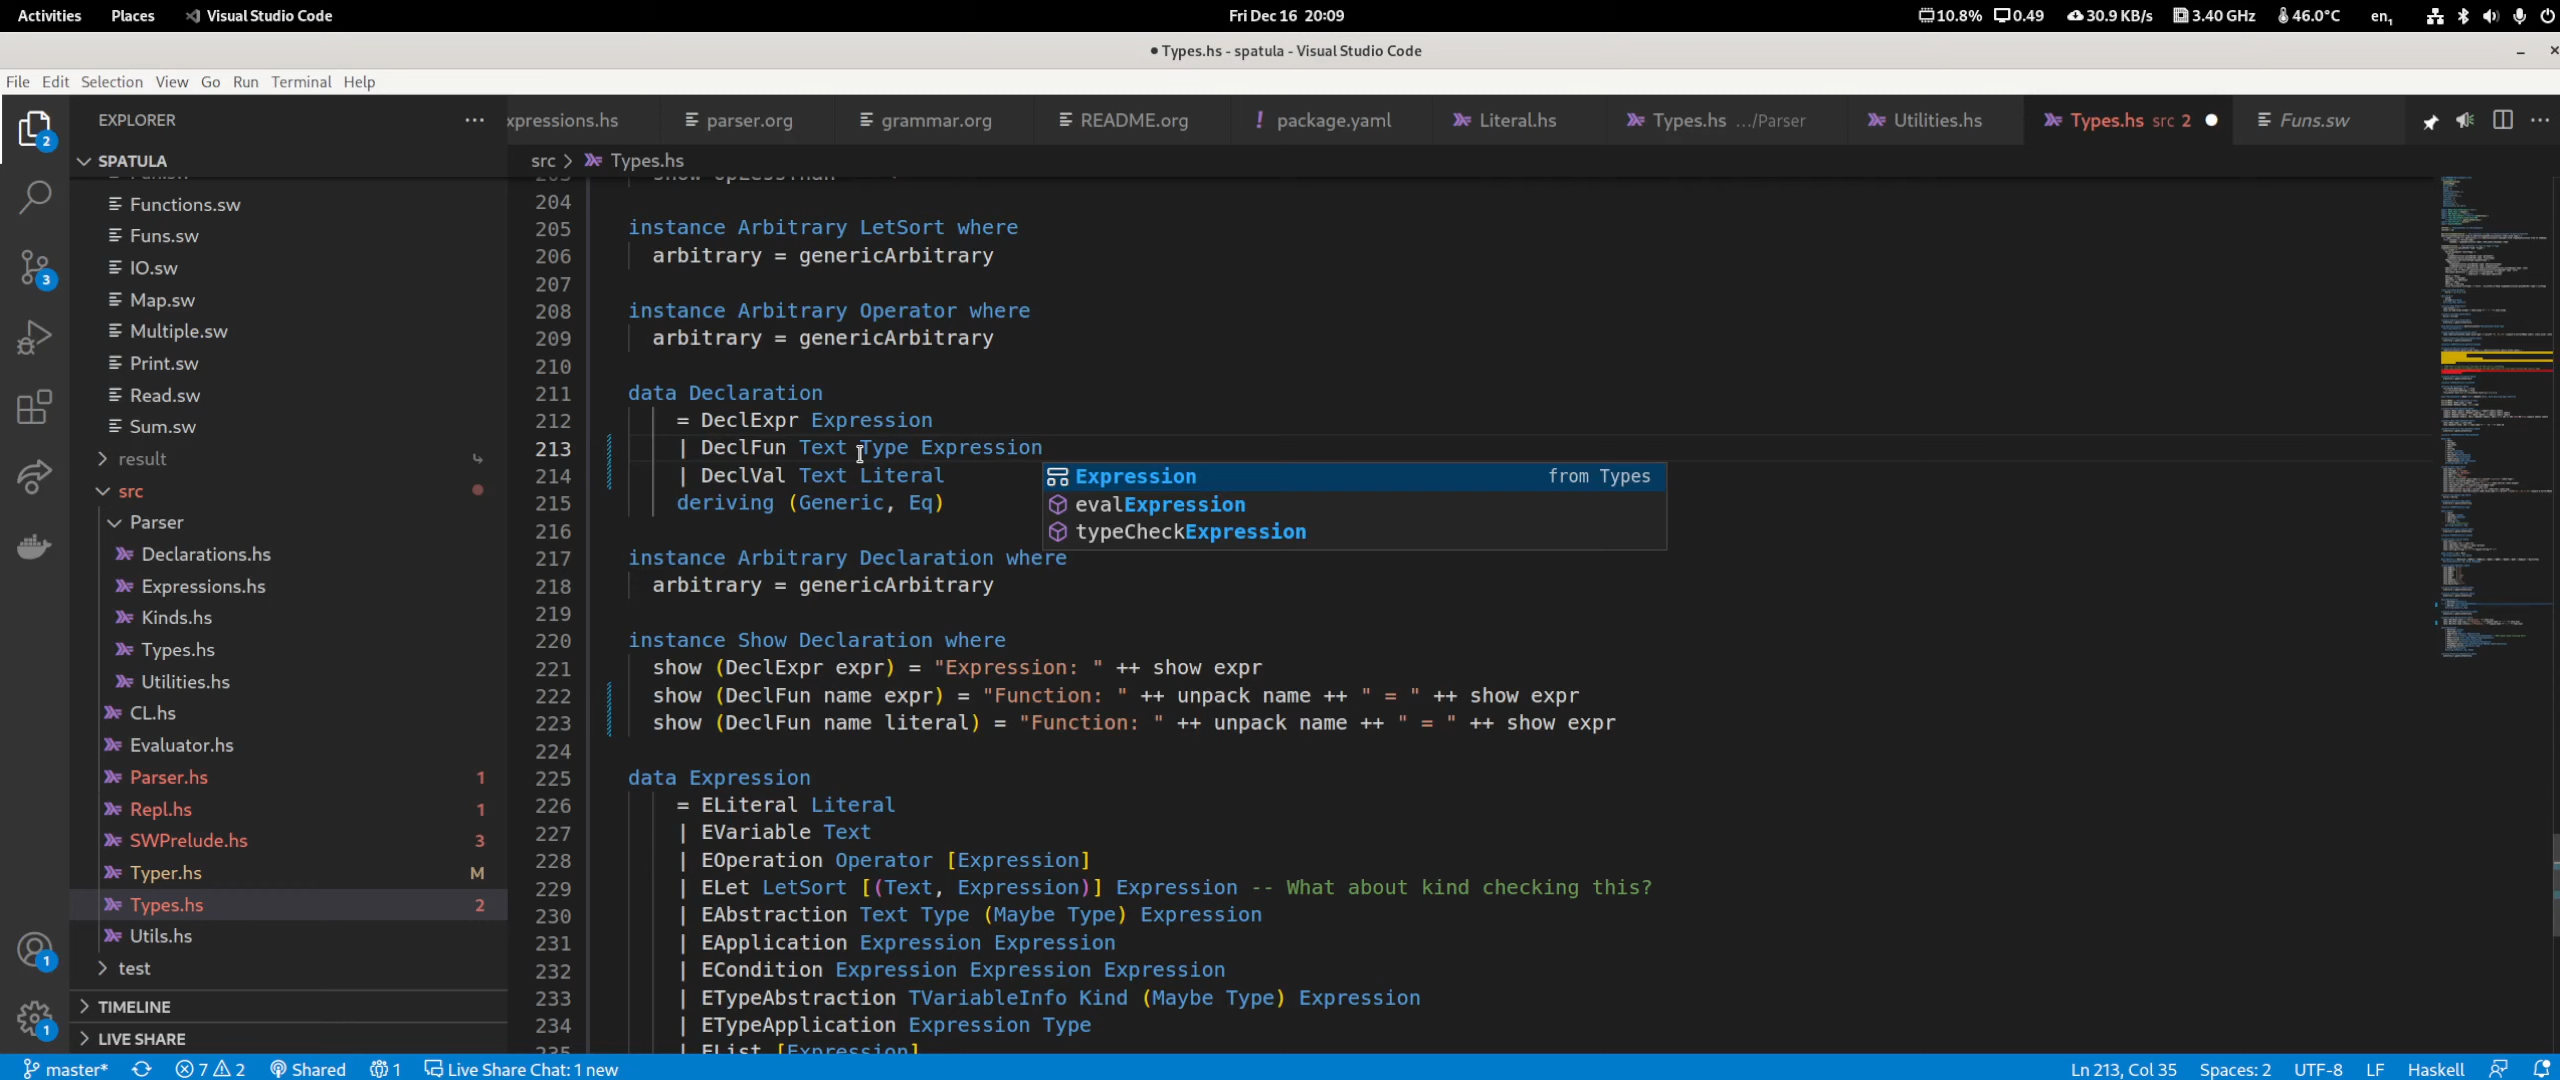 Activities Places Visual Studio Code Fri Dec 16 20:09 10.8% 0.49 30.9 KB/s 3.40 GHz 46.0°C en1
● Types.hs - spatula - Visual Studio Code
File Edit Selection View Go Run Terminal Help
EXPLORER
SPATULA
Functions.sw
Funs.sw
IO.sw
Map.sw
Multiple.sw
Print.sw
Read.sw
Sum.sw
result
src
Parser
Declarations.hs
Expressions.hs
Kinds.hs
Types.hs
Utilities.hs
CL.hs
Evaluator.hs
Parser.hs 1
Repl.hs 1
SWPrelude.hs 3
Typer.hs M
Types.hs 2
Utils.hs
test
TIMELINE
LIVE SHARE
2
3
1
1
xpressions.hs parser.org grammar.org README.org ! package.yaml Literal.hs Types.hs .../Parser Utilities.hs Types.hs src 2 Funs.sw
src > Types.hs
204
205 instance Arbitrary LetSort where
206 arbitrary = genericArbitrary
207
208 instance Arbitrary Operator where
209 arbitrary = genericArbitrary
210
211 data Declaration
212 = DeclExpr Expression
213 | DeclFun Text Type Expression
214 | DeclVal Text Literal
215 deriving (Generic, Eq)
216
217 instance Arbitrary Declaration where
218 arbitrary = genericArbitrary
219
220 instance Show Declaration where
221 show (DeclExpr expr) = "Expression: " ++ show expr
222 show (DeclFun name expr) = "Function: " ++ unpack name ++ " = " ++ show expr
223 show (DeclFun name literal) = "Function: " ++ unpack name ++ " = " ++ show expr
224
225 data Expression
226 = ELiteral Literal
227 | EVariable Text
228 | EOperation Operator [Expression]
229 | ELet LetSort [(Text, Expression)] Expression -- What about kind checking this?
230 | EAbstraction Text Type (Maybe Type) Expression
231 | EApplication Expression Expression
232 | ECondition Expression Expression Expression
233 | ETypeAbstraction TVariableInfo Kind (Maybe Type) Expression
234 | ETypeApplication Expression Type
235 | EList [Expression]
Expression from Types
evalExpression
typeCheckExpression
master* 7 2 Shared 1 Live Share Chat: 1 new Ln 213, Col 35 Spaces: 2 UTF-8 LF Haskell